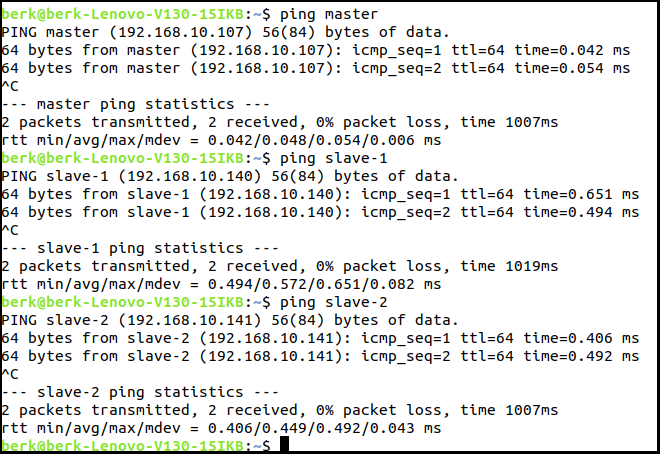 berk@berk-Lenovo-V130-15IKB:~$ ping master
PING master (192.168.10.107) 56(84) bytes of data.
64 bytes from master (192.168.10.107): icmp_seq=1 ttl=64 time=0.042 ms
64 bytes from master (192.168.10.107): icmp_seq=2 ttl=64 time=0.054 ms
^C
--- master ping statistics ---
2 packets transmitted, 2 received, 0% packet loss, time 1007ms
rtt min/avg/max/mdev = 0.042/0.048/0.054/0.006 ms
berk@berk-Lenovo-V130-15IKB:~$ ping slave-1
PING slave-1 (192.168.10.140) 56(84) bytes of data.
64 bytes from slave-1 (192.168.10.140): icmp_seq=1 ttl=64 time=0.651 ms
64 bytes from slave-1 (192.168.10.140): icmp_seq=2 ttl=64 time=0.494 ms
^C
--- slave-1 ping statistics ---
2 packets transmitted, 2 received, 0% packet loss, time 1019ms
rtt min/avg/max/mdev = 0.494/0.572/0.651/0.082 ms
berk@berk-Lenovo-V130-15IKB:~$ ping slave-2
PING slave-2 (192.168.10.141) 56(84) bytes of data.
64 bytes from slave-2 (192.168.10.141): icmp_seq=1 ttl=64 time=0.406 ms
64 bytes from slave-2 (192.168.10.141): icmp_seq=2 ttl=64 time=0.492 ms
^C
--- slave-2 ping statistics ---
2 packets transmitted, 2 received, 0% packet loss, time 1007ms
rtt min/avg/max/mdev = 0.406/0.449/0.492/0.043 ms
berk@berk-Lenovo-V130-15IKB:~$